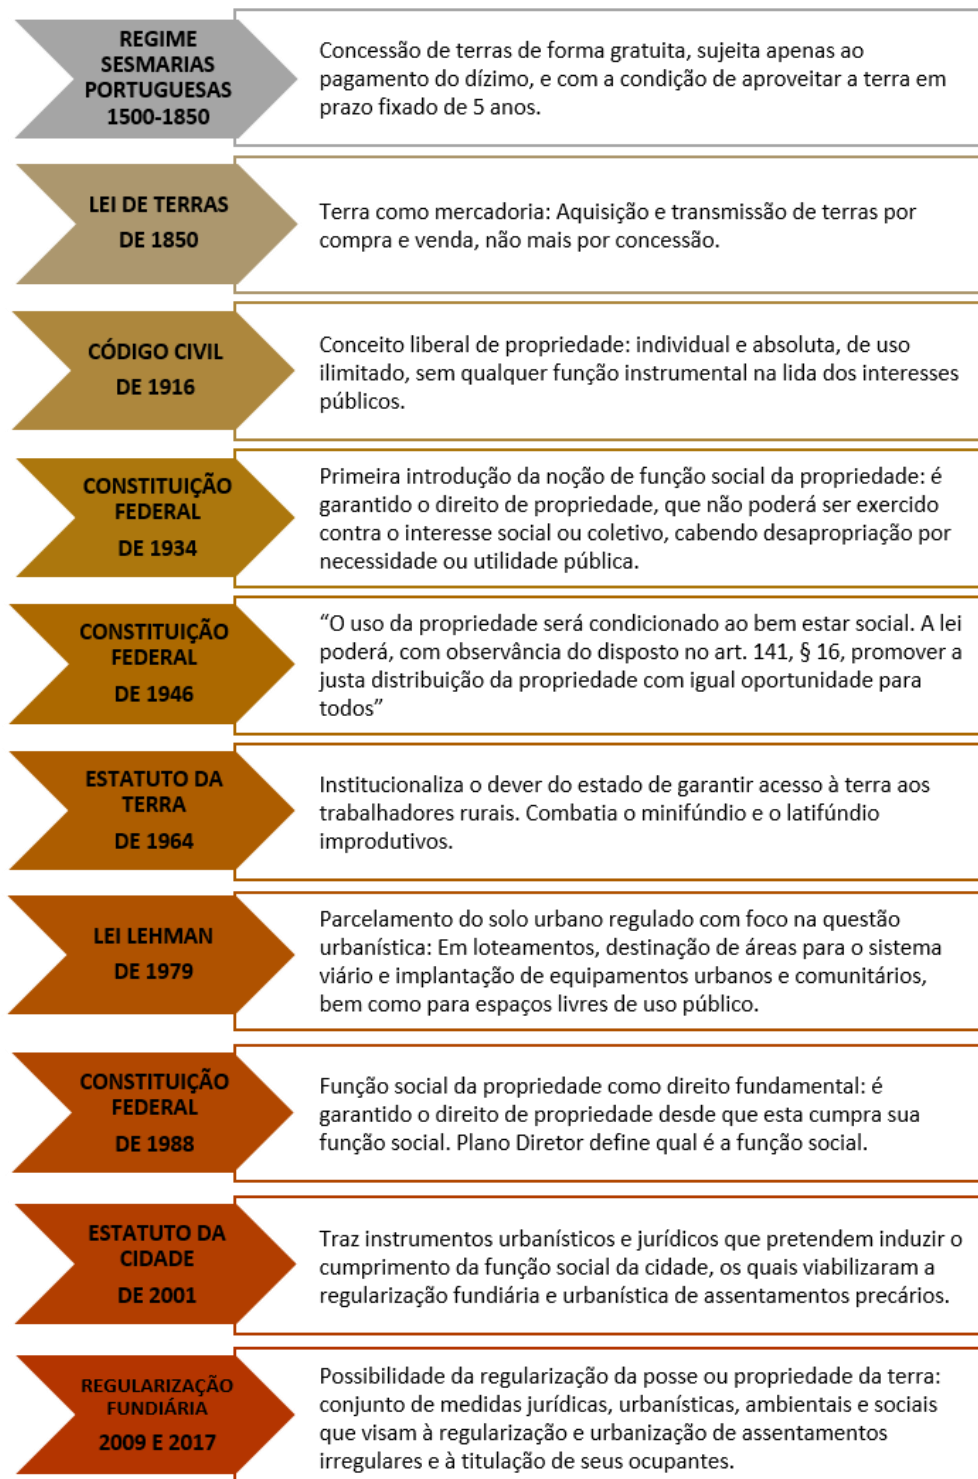 REGIME
SESMARIAS
PORTUGUESAS
1500-1850
Concessão de terras de forma gratuita, sujeita apenas ao
pagamento do dízimo, e com a condição de aproveitar a terra em
prazo fixado de 5 anos.
LEI DE TERRAS
DE 1850
Terra como mercadoria: Aquisição e transmissão de terras por
compra e venda, não mais por concessão.
CÓDIGO CIVIL
DE 1916
Conceito liberal de propriedade: individual e absoluta, de uso
ilimitado, sem qualquer função instrumental na lida dos interesses
públicos.
CONSTITUIÇÃO
FEDERAL
DE 1934
Primeira introdução da noção de função social da propriedade: é
garantido o direito de propriedade, que não poderá ser exercido
contra o interesse social ou coletivo, cabendo desapropriação por
necessidade ou utilidade pública.
CONSTITUIÇÃO
FEDERAL
DE 1946
“O uso da propriedade será condicionado ao bem estar social. A lei
poderá, com observância do disposto no art. 141, § 16, promover a
justa distribuição da propriedade com igual oportunidade para
todos”
ESTATUTO DA
TERRA
DE 1964
Institucionaliza o dever do estado de garantir acesso à terra aos
trabalhadores rurais. Combatia o minifúndio e o latifúndio
improdutivos.
LEI LEHMAN
DE 1979
Parcelamento do solo urbano regulado com foco na questão
urbanística: Em loteamentos, destinação de áreas para o sistema
viário e implantação de equipamentos urbanos e comunitários,
bem como para espaços livres de uso público.
CONSTITUIÇÃO
FEDERAL
DE 1988
Função social da propriedade como direito fundamental: é
garantido o direito de propriedade desde que esta cumpra sua
função social. Plano Diretor define qual é a função social.
ESTATUTO DA
CIDADE
DE 2001
Traz instrumentos urbanísticos e jurídicos que pretendem induzir o
cumprimento da função social da cidade, os quais viabilizaram a
regularização fundiária e urbanística de assentamentos precários.
REGULARIZAÇÃO
FUNDIÁRIA
2009 E 2017
Possibilidade da regularização da posse ou propriedade da terra:
conjunto de medidas jurídicas, urbanísticas, ambientais e sociais
que visam à regularização e urbanização de assentamentos
irregulares e à titulação de seus ocupantes.